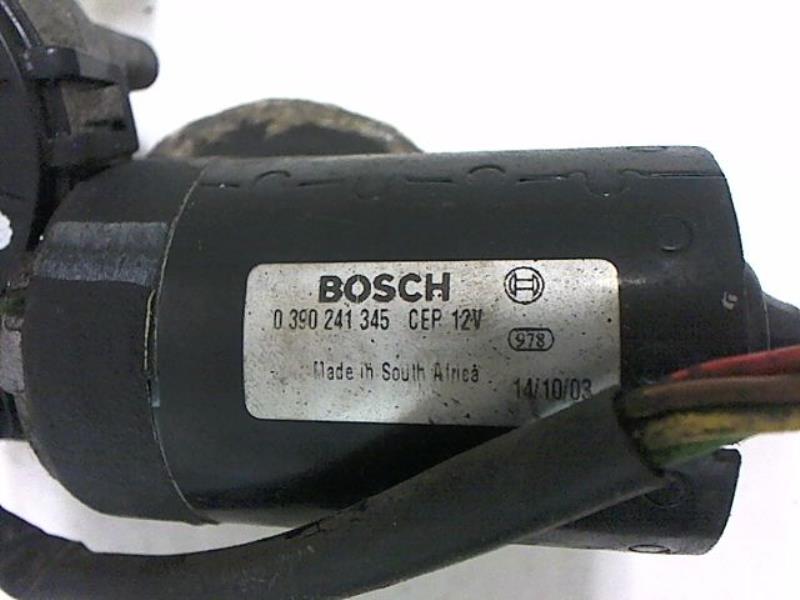 BOSCH
0 390 241 345 CEP 12V
978
Made in South Africa
14/10/03